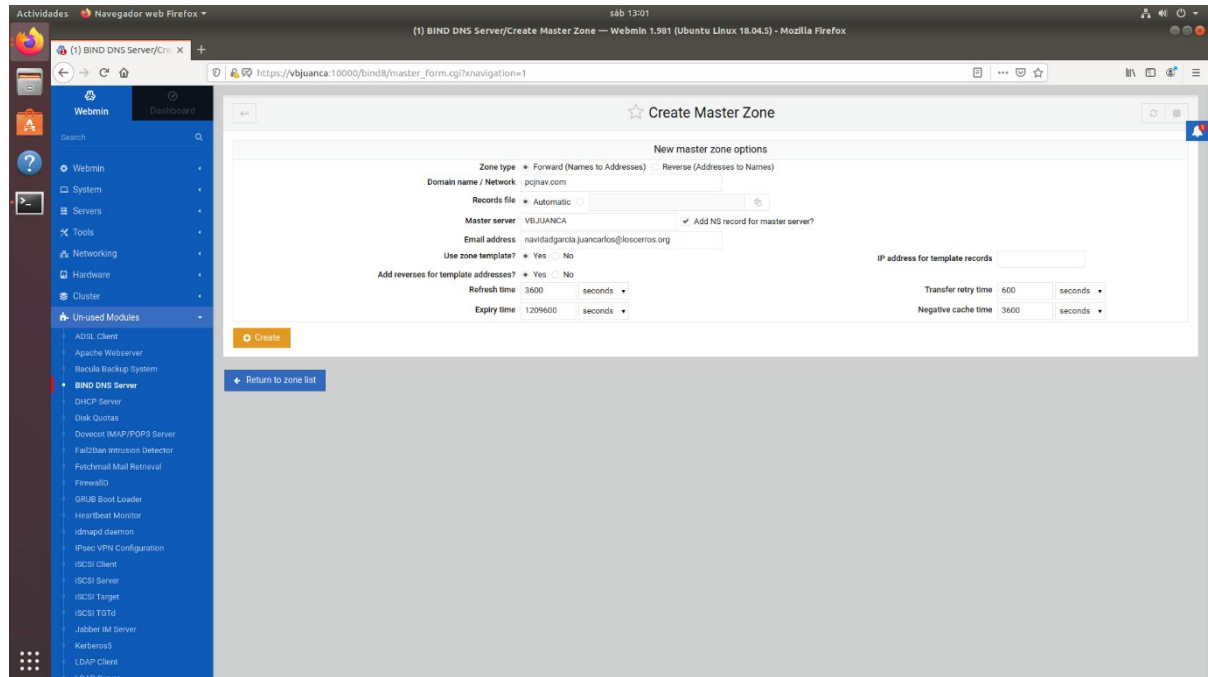 Actividades Navegador web Firefox sáb 13:01
(1) BIND DNS Server/Create Master Zone — Webmin 1.981 (Ubuntu Linux 18.04.5) - Mozilla Firefox
(1) BIND DNS Server/Cre
https://vbjuanca:10000/bind8/master_form.cgi?xnavigation=1
Webmin Dashboard
Search
Webmin
System
Servers
Tools
Networking
Hardware
Cluster
Un-used Modules
ADSL Client
Apache Webserver
Bacula Backup System
BIND DNS Server
DHCP Server
Disk Quotas
Dovecot IMAP/POP3 Server
Fail2Ban Intrusion Detector
Fetchmail Mail Retrieval
FirewallD
GRUB Boot Loader
Heartbeat Monitor
idmapd daemon
IPsec VPN Configuration
iSCSI Client
iSCSI Server
iSCSI Target
iSCSI TGTd
Jabber IM Server
Kerberos5
LDAP Client
Create Master Zone
New master zone options
Zone type Forward (Names to Addresses) Reverse (Addresses to Names)
Domain name / Network pcjnav.com
Records file Automatic
Master server VBJUANCA Add NS record for master server?
Email address navidadgarcia.juancarlos@loscerros.org
Use zone template? Yes No IP address for template records
Add reverses for template addresses? Yes No
Refresh time 3600 seconds Transfer retry time 600 seconds
Expiry time 1209600 seconds Negative cache time 3600 seconds
Create
Return to zone list